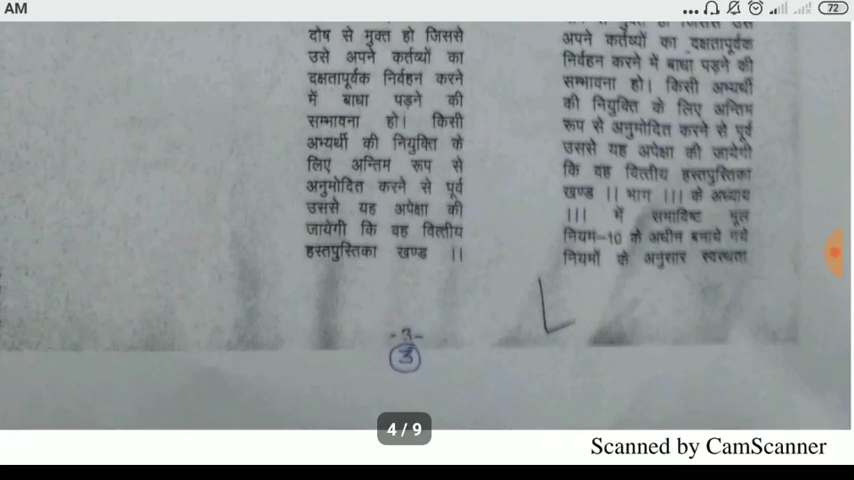 AM
72
दोष से मुक्त हो जिससे
उसे अपने कर्तव्यों का
दक्षतापूर्वक निर्वहन करने
में बाधा पड़ने की
सम्भावना हो। किसी
अभ्यर्थी की नियुक्ति के
लिए अन्तिम रूप से
अनुमोदित करने से पूर्व
उससे यह अपेक्षा की
जायेगी कि वह वित्तीय
हस्तपुस्तिका खण्ड ।।
से मुक्त हो जिससे उसे
अपने कर्तव्यों का दक्षतापूर्वक
निर्वहन करने में बाधा पड़ने की
सम्भावना हो। किसी अभ्यर्थी
की नियुक्ति के लिए अन्तिम
रूप से अनुमोदित करने से पूर्व
उससे यह अपेक्षा की जायेगी
कि वह वित्तीय हस्तपुस्तिका
खण्ड ।। भाग ।।। के अध्याय
।।। में समाविष्ट मूल
नियम-10 के अधीन बनाये गये
नियमों के अनुसार स्वस्थता
-3-
3
4 / 9
Scanned by CamScanner